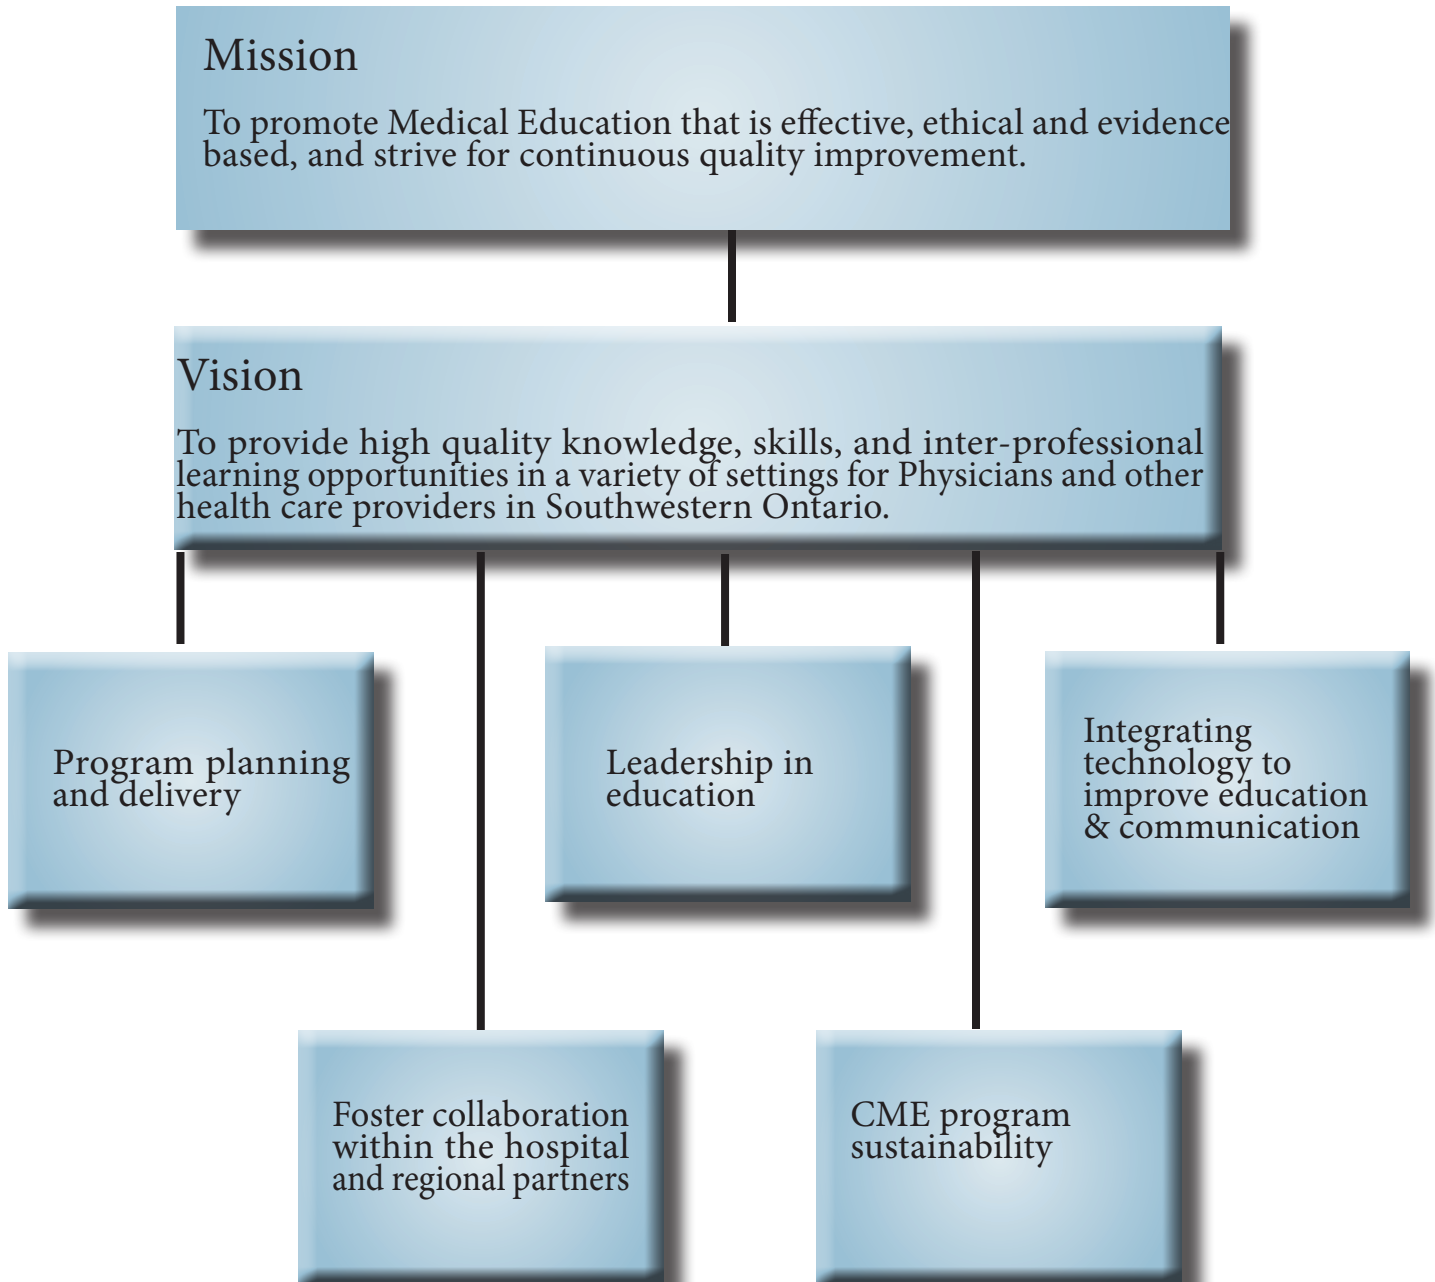 Mission
To promote Medical Education that is effective, ethical and evidence
based, and strive for continuous quality improvement.
Vision
To provide high quality knowledge, skills, and inter-professional
learning opportunities in a variety of settings for Physicians and other
health care providers in Southwestern Ontario.
Program planning
and delivery
Leadership in
education
Integrating
technology to
improve education
& communication
Foster collaboration
within the hospital
and regional partners
CME program
sustainability